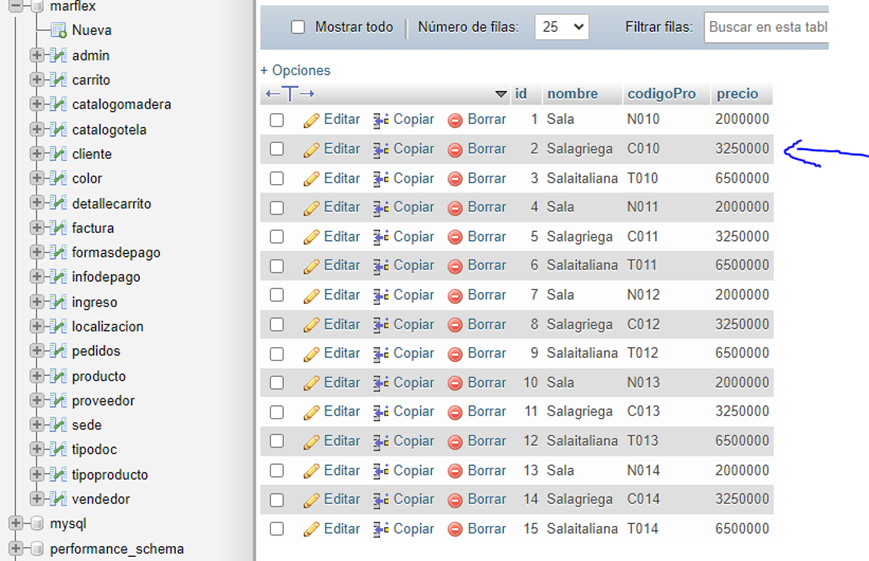 marflex
Nueva
admin
carrito
catalogomadera
catalogotela
cliente
color
detallecarrito
factura
formasdepago
infodepago
ingreso
localizacion
pedidos
producto
proveedor
sede
tipodoc
tipoproducto
vendedor
mysql
performance_schema
Mostrar todo Número de filas: 25 Filtrar filas: Buscar en esta tabla
+ Opciones
←T→ id nombre codigoPro precio
Editar Copiar Borrar 1 Sala N010 2000000
Editar Copiar Borrar 2 Salagriega C010 3250000
Editar Copiar Borrar 3 Salaitaliana T010 6500000
Editar Copiar Borrar 4 Sala N011 2000000
Editar Copiar Borrar 5 Salagriega C011 3250000
Editar Copiar Borrar 6 Salaitaliana T011 6500000
Editar Copiar Borrar 7 Sala N012 2000000
Editar Copiar Borrar 8 Salagriega C012 3250000
Editar Copiar Borrar 9 Salaitaliana T012 6500000
Editar Copiar Borrar 10 Sala N013 2000000
Editar Copiar Borrar 11 Salagriega C013 3250000
Editar Copiar Borrar 12 Salaitaliana T013 6500000
Editar Copiar Borrar 13 Sala N014 2000000
Editar Copiar Borrar 14 Salagriega C014 3250000
Editar Copiar Borrar 15 Salaitaliana T014 6500000